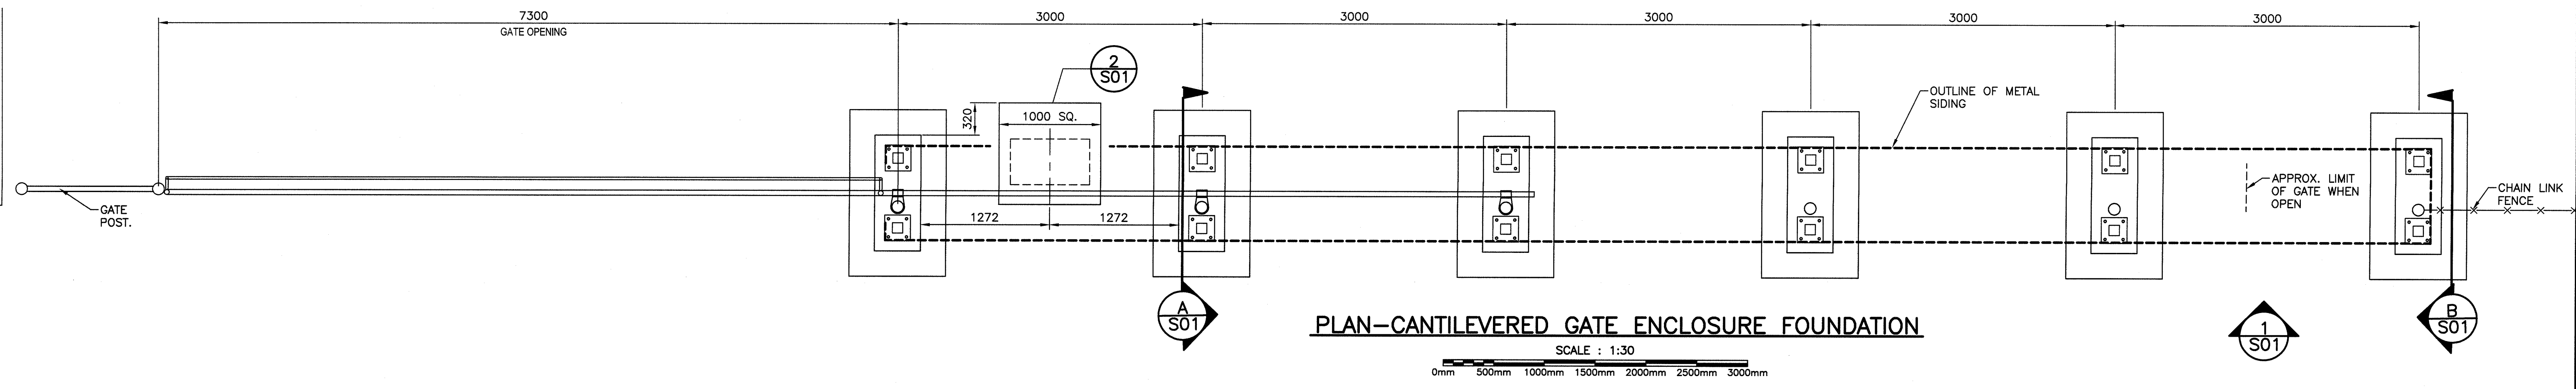 7300
GATE OPENING
3000
3000
3000
3000
3000
2
S01
320
1000 SQ.
OUTLINE OF METAL
SIDING
GATE
POST.
1272
1272
APPROX. LIMIT
OF GATE WHEN
OPEN
CHAIN LINK
FENCE
A
S01
PLAN-CANTILEVERED GATE ENCLOSURE FOUNDATION
1
S01
B
S01
SCALE : 1:30
0mm 500mm 1000mm 1500mm 2000mm 2500mm 3000mm